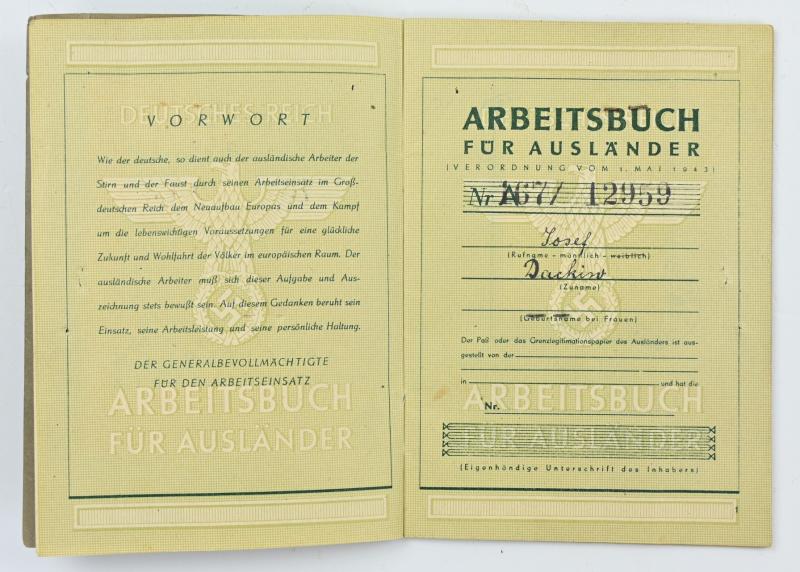 DEUTSCHES REICH
VORWORT
Wie der deutsche, so dient auch der ausländische Arbeiter der
Stirn und der Faust durch seinen Arbeitseinsatz im Groß-
deutschen Reich dem Neuaufbau Europas und dem Kampf
um die lebenswichtigen Voraussetzungen für eine glückliche
Zukunft und Wohlfahrt der Völker im europäischen Raum. Der
ausländische Arbeiter muß sich dieser Aufgabe und Aus-
zeichnung stets bewußt sein. Auf diesem Gedanken beruht sein
Einsatz, seine Arbeitsleistung und seine persönliche Haltung.
DER GENERALBEVOLLMÄCHTIGTE
FÜR DEN ARBEITSEINSATZ
ARBEITSBUCH
FÜR AUSLÄNDER
ARBEITSBUCH
FÜR AUSLÄNDER
(VERORDNUNG VOM 1. MAI 1943)
Nr. A67/ 12959
Josef
(Rufname – männlich – weiblich)
Dackiw
(Zuname)
(Geburtsname bei Frauen)
Der Paß oder das Grenzlegitimationspapier des Ausländers ist aus-
gestellt von der
in und hat die
ARBEITSBUCH
Nr.
FÜR AUSLÄNDER
(Eigenhändige Unterschrift des Inhabers)
1